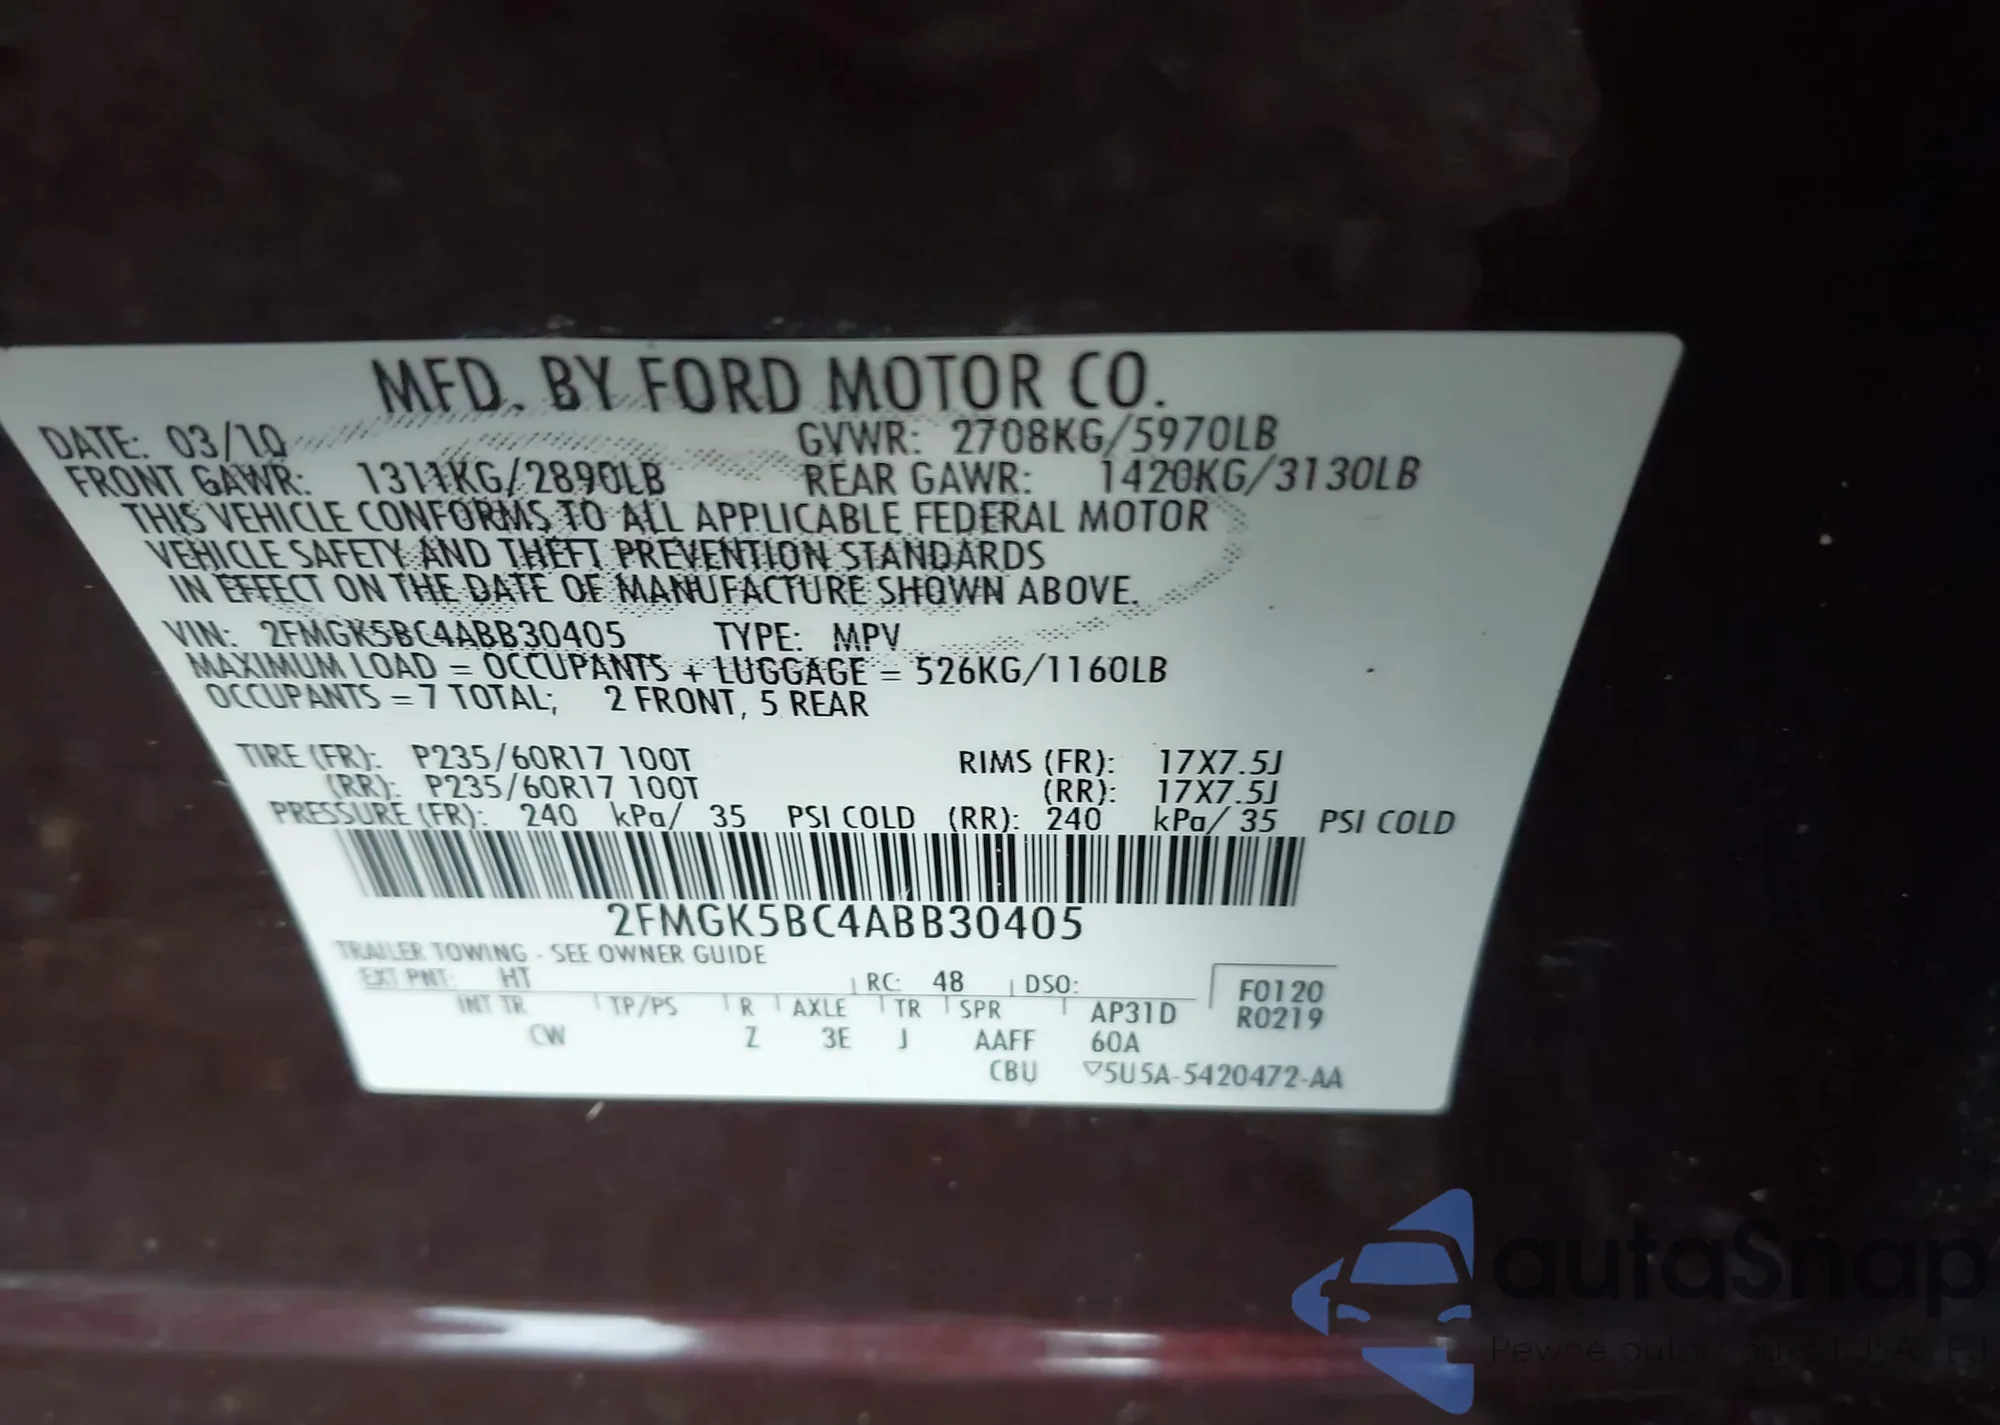 MFD. BY FORD MOTOR CO.
DATE: 03/10 GVWR: 2708KG/5970LB
FRONT GAWR: 1311KG/2890LB REAR GAWR: 1420KG/3130LB
THIS VEHICLE CONFORMS TO ALL APPLICABLE FEDERAL MOTOR
VEHICLE SAFETY AND THEFT PREVENTION STANDARDS
IN EFFECT ON THE DATE OF MANUFACTURE SHOWN ABOVE.
VIN: 2FMGK5BC4ABB30405 TYPE: MPV
MAXIMUM LOAD = OCCUPANTS + LUGGAGE = 526KG/1160LB
OCCUPANTS = 7 TOTAL; 2 FRONT, 5 REAR
TIRE (FR): P235/60R17 100T RIMS (FR): 17X7.5J
(RR): P235/60R17 100T (RR): 17X7.5J
PRESSURE (FR): 240 kPa/ 35 PSI COLD (RR): 240 kPa/ 35 PSI COLD
2FMGK5BC4ABB30405
TRAILER TOWING - SEE OWNER GUIDE
EXT PNT: HT RC: 48 DSO: F0120
INT TR TP/PS R AXLE TR SPR AP31D R0219
CW Z 3E J AAFF 60A
CBU ▽5U5A-5420472-AA
autaSnap
Pewne